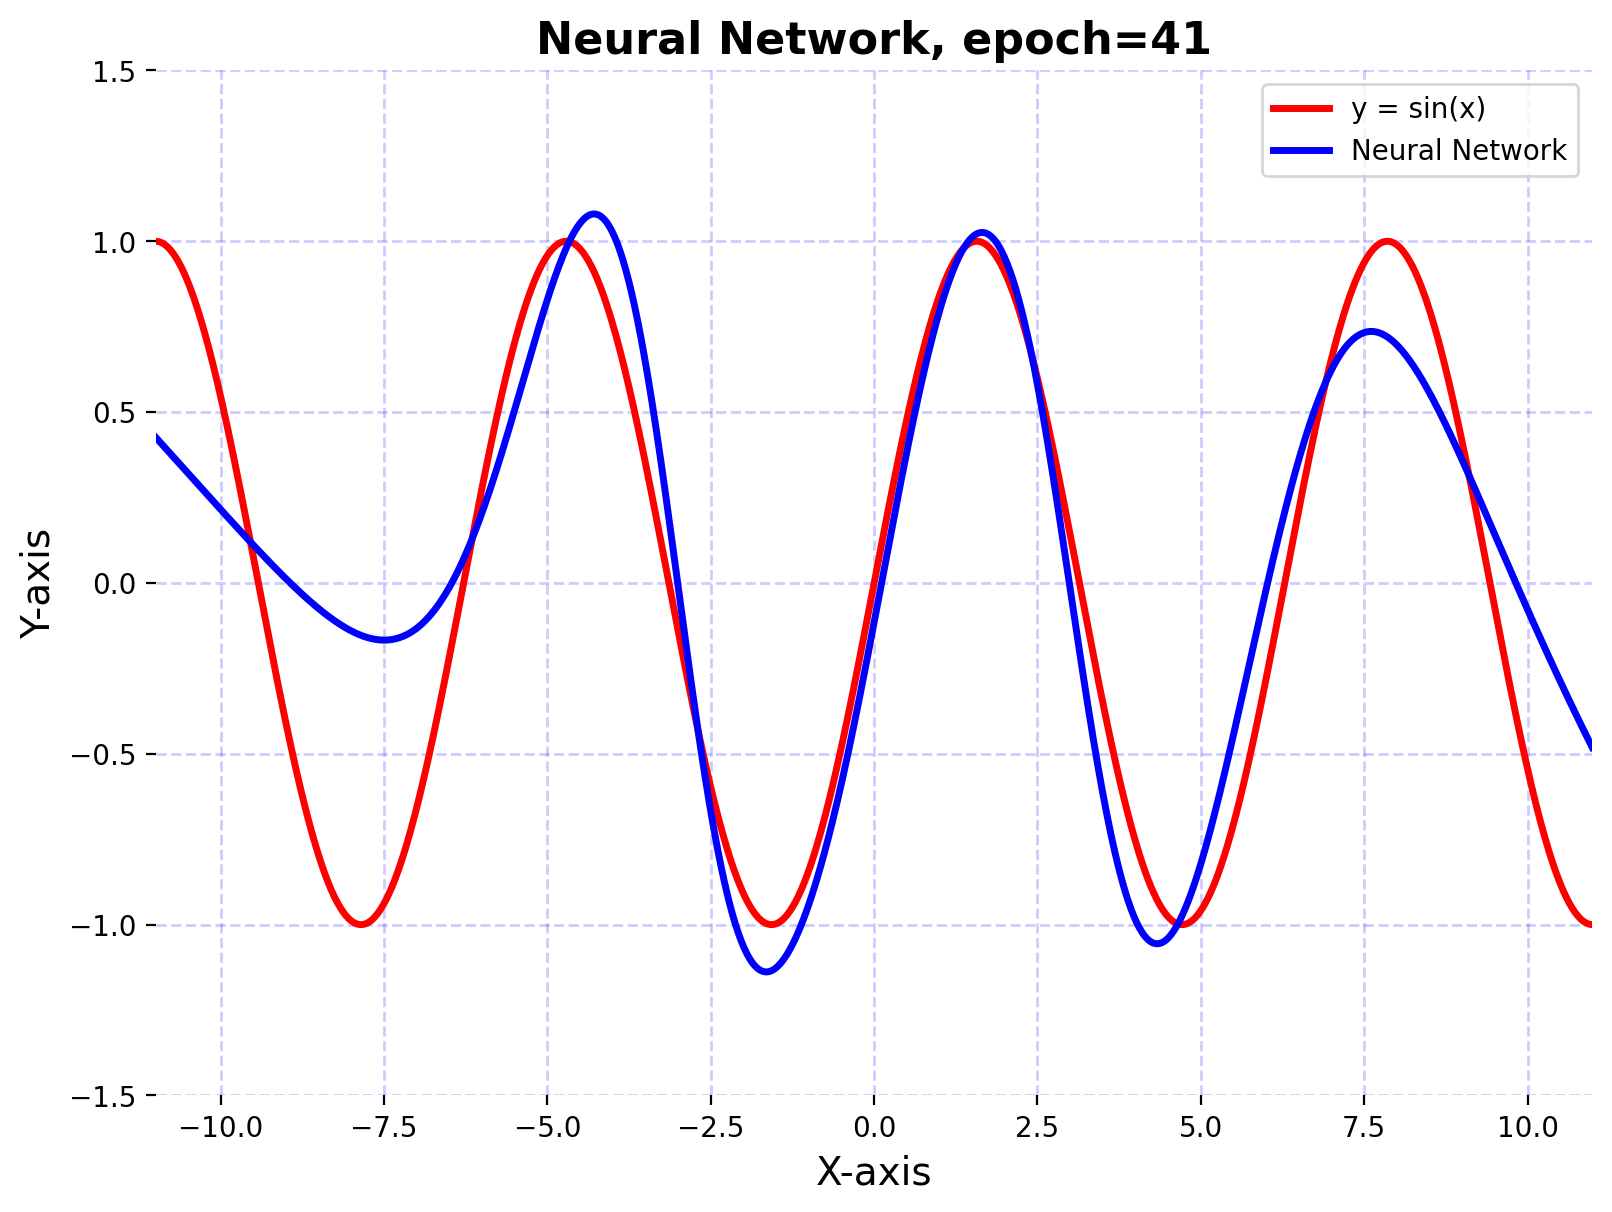 Neural Network, epoch=41
y = sin(x)
Neural Network
1.5
1.0
0.5
0.0
−0.5
−1.0
−1.5
Y-axis
−10.0 −7.5 −5.0 −2.5 0.0 2.5 5.0 7.5 10.0
X-axis